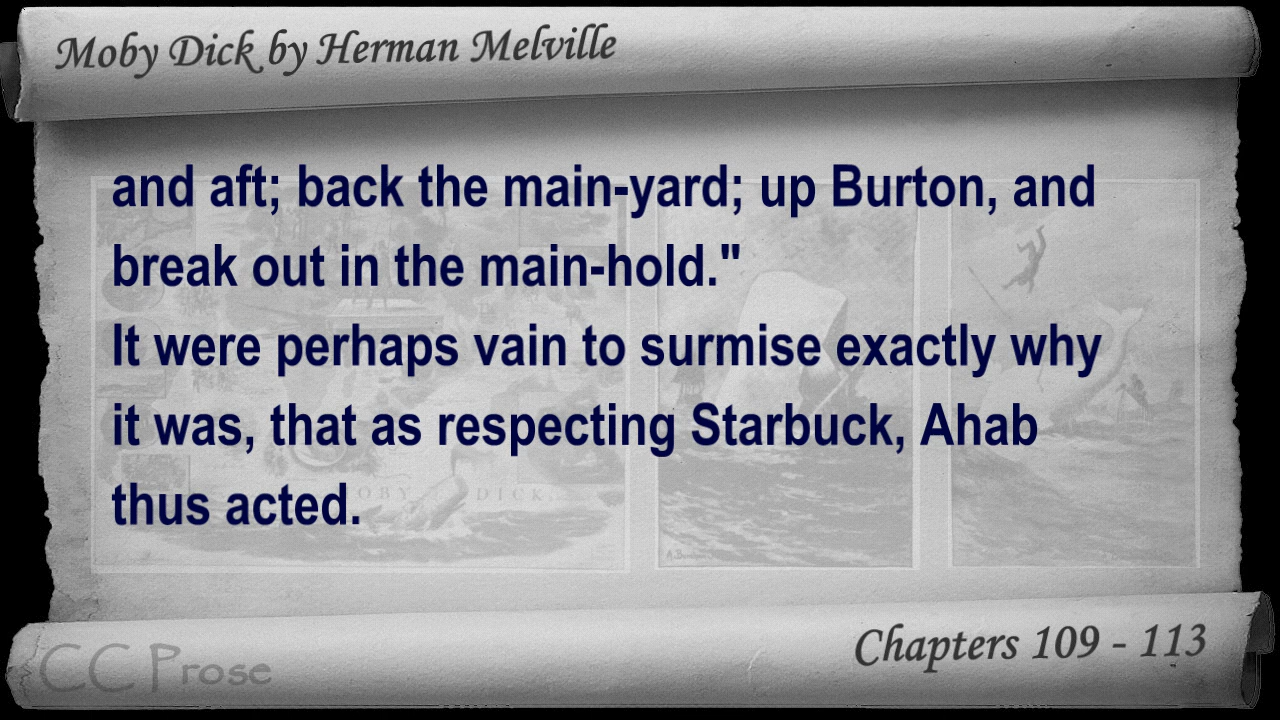 Moby Dick by Herman Melville
and aft; back the main-yard; up Burton, and
break out in the main-hold."
It were perhaps vain to surmise exactly why
it was, that as respecting Starbuck, Ahab
thus acted.
OBY DICK
Chapters 109 - 113
CC Prose